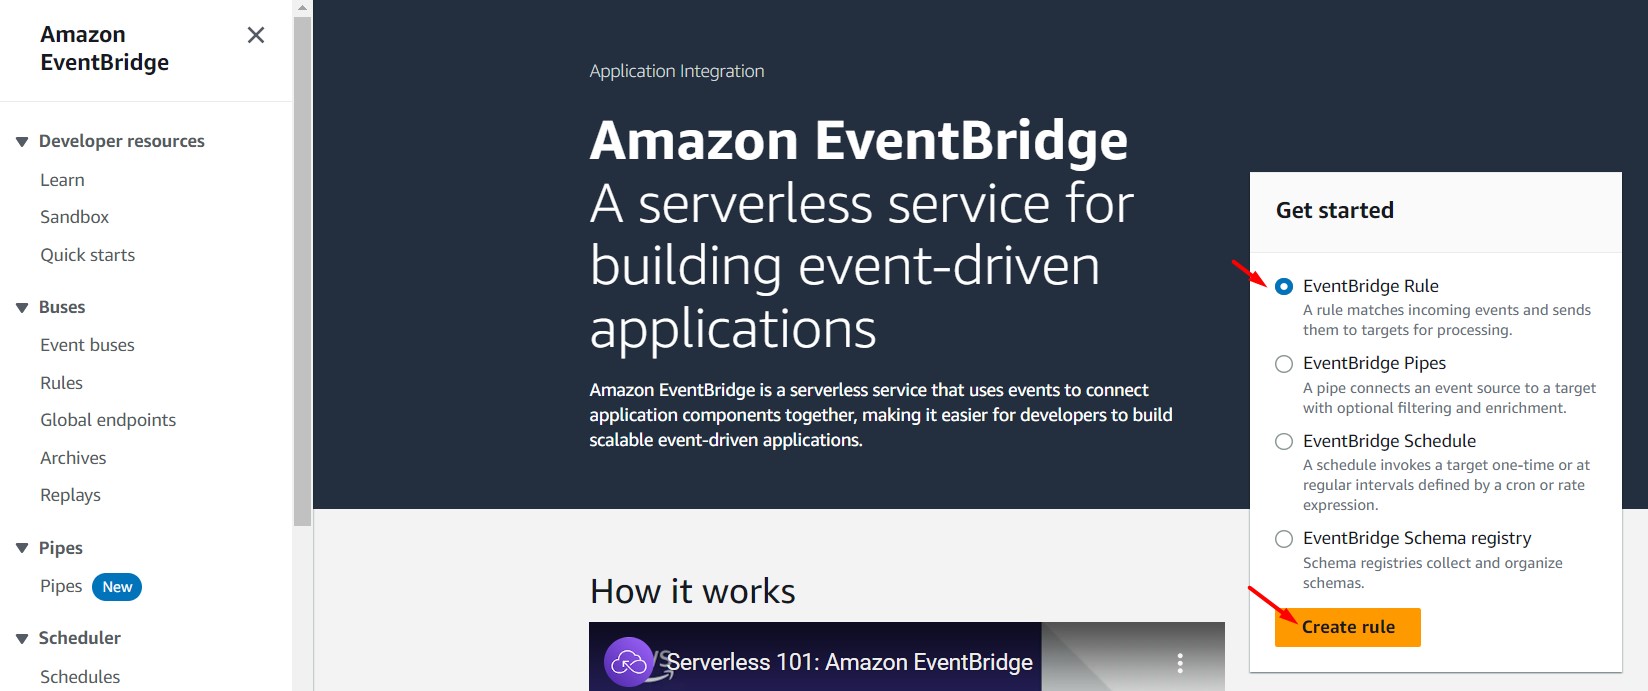 Amazon
EventBridge
Developer resources
Learn
Sandbox
Quick starts
Buses
Event buses
Rules
Global endpoints
Archives
Replays
Pipes
Pipes New
Scheduler
Schedules
Application Integration
Amazon EventBridge
A serverless service for
building event-driven
applications
Amazon EventBridge is a serverless service that uses events to connect
application components together, making it easier for developers to build
scalable event-driven applications.
How it works
Serverless 101: Amazon EventBridge
Get started
EventBridge Rule
A rule matches incoming events and sends
them to targets for processing.
EventBridge Pipes
A pipe connects an event source to a target
with optional filtering and enrichment.
EventBridge Schedule
A schedule invokes a target one-time or at
regular intervals defined by a cron or rate
expression.
EventBridge Schema registry
Schema registries collect and organize
schemas.
Create rule